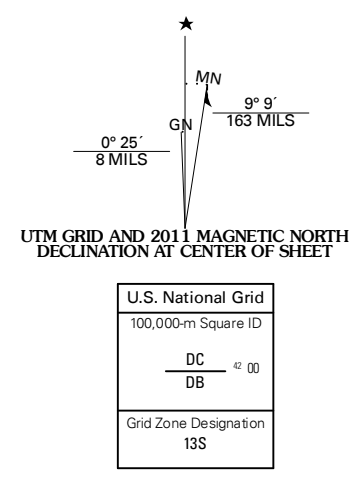 ★
MN
9° 9´
163 MILS
GN
0° 25´
8 MILS
UTM GRID AND 2011 MAGNETIC NORTH
DECLINATION AT CENTER OF SHEET
U.S. National Grid
100,000-m Square ID
DC
42 00
DB
Grid Zone Designation
13S